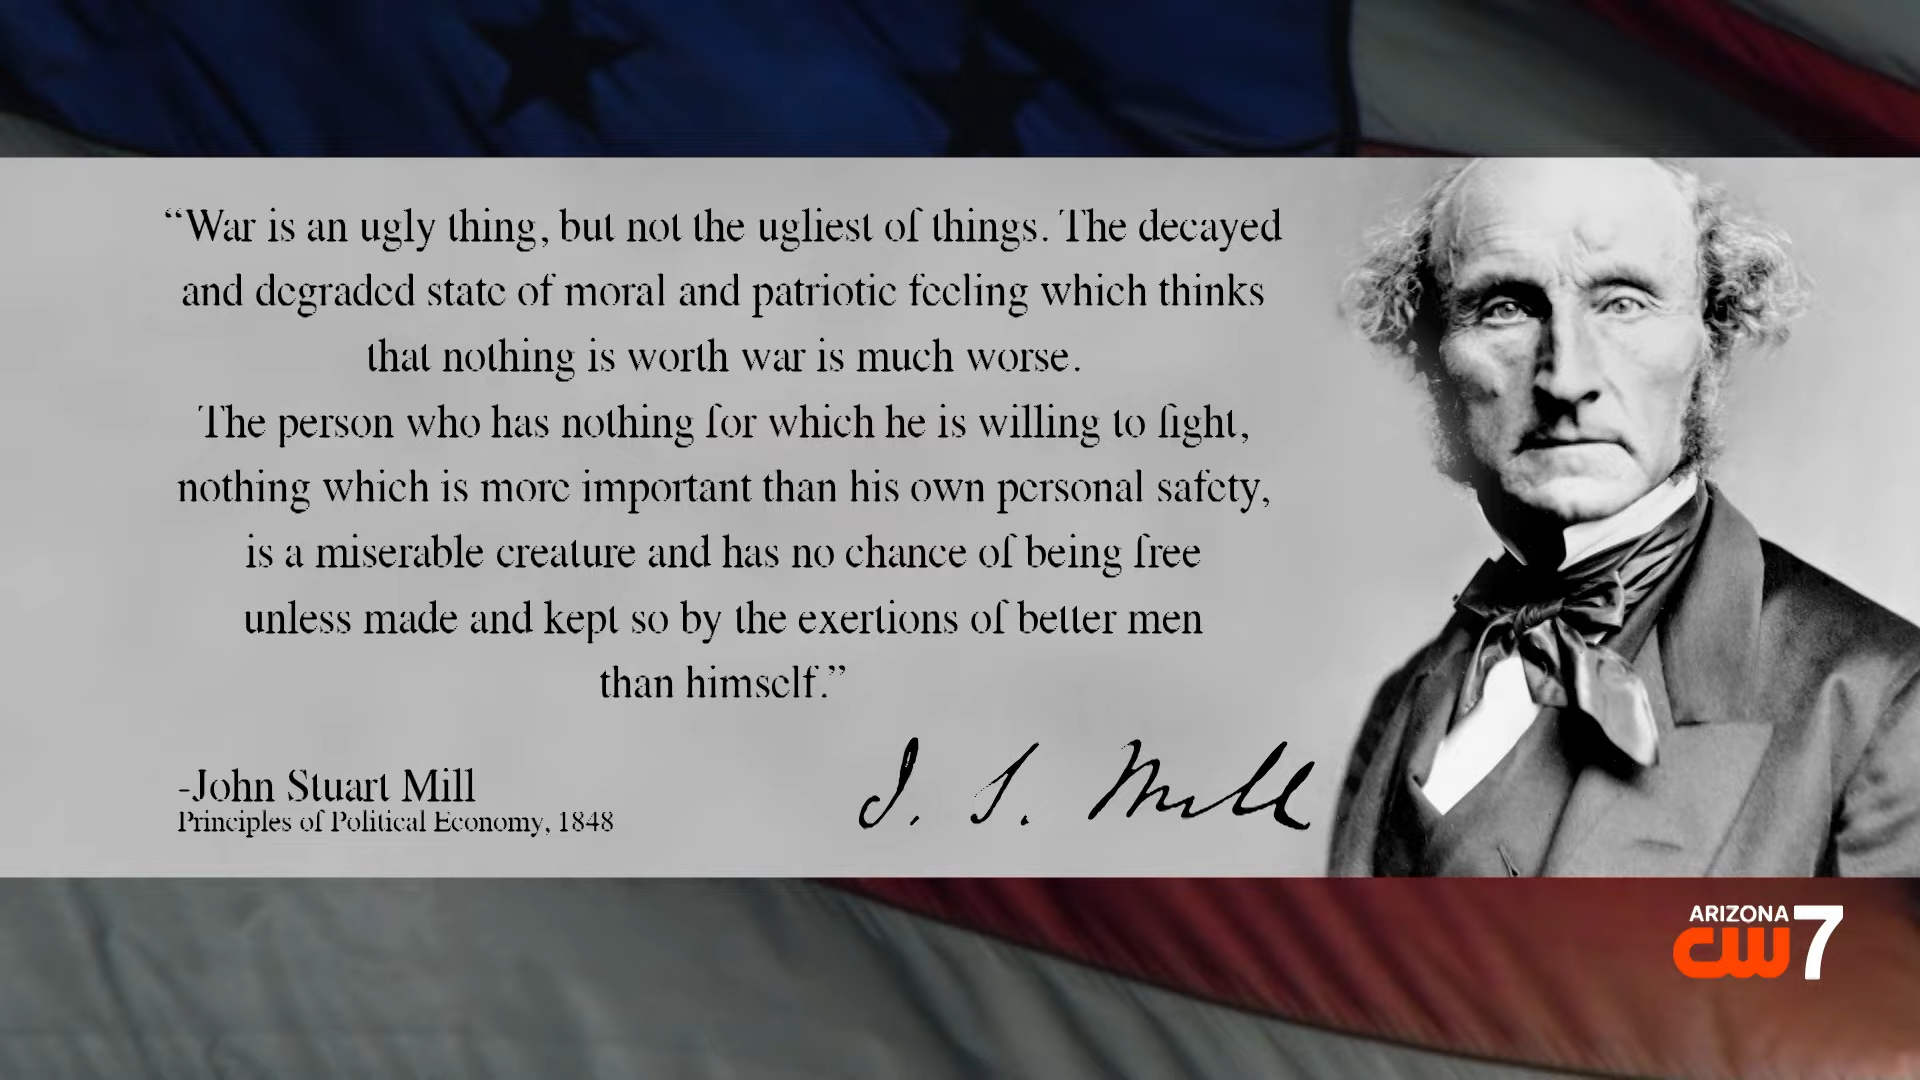 “War is an ugly thing, but not the ugliest of things. The decayed
and degraded state of moral and patriotic feeling which thinks
that nothing is worth war is much worse.
The person who has nothing for which he is willing to fight,
nothing which is more important than his own personal safety,
is a miserable creature and has no chance of being free
unless made and kept so by the exertions of better men
than himself.”
-John Stuart Mill
Principles of Political Economy, 1848
J. S. Mill
ARIZONA
CW 7